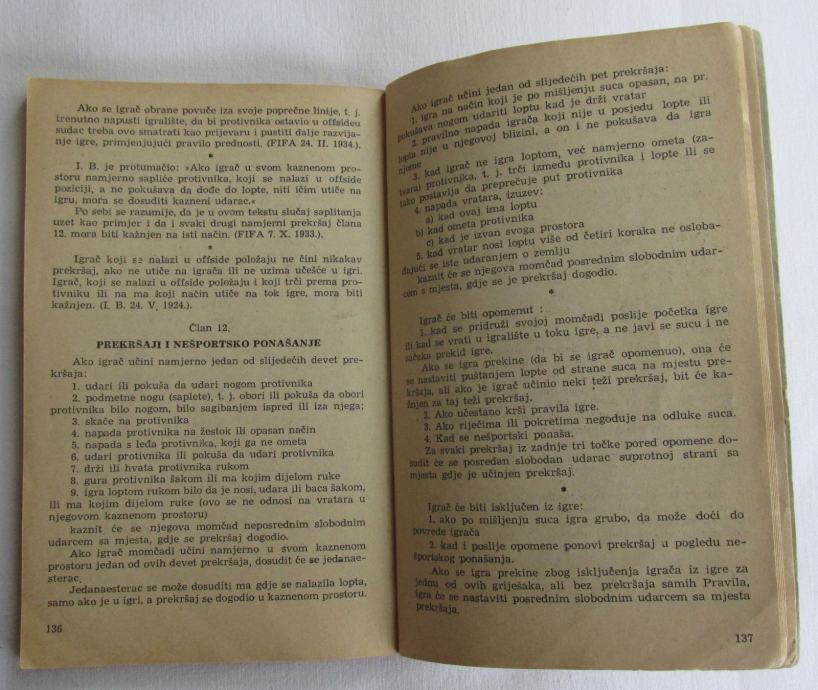 Ako se igrač obrane povuče iza svoje poprečne linije, t. j.
trenutno napusti igralište, da bi protivnika ostavio u offsideu
sudac treba ovo smatrati kao prijevaru i pustiti dalje razvija-
nje igre, primjenjujući pravilo prednosti. (FIFA 24. II. 1934.).
*
I. B. je protumačio: »Ako igrač u svom kaznenom pro-
storu namjerno sapliće protivnika, koji se nalazi u offside
poziciji, a ne pokušava da dođe do lopte, niti ičim utiče na
igru, mora se dosuditi kazneni udarac.«
Po sebi se razumije, da je u ovom tekstu slučaj saplitanja
uzet kao primjer i da i svaki drugi namjerni prekršaj člana
12. mora biti kažnjen na isti način. (FIFA 7. X. 1933.).
*
Igrač koji se nalazi u offside položaju ne čini nikakav
prekršaj, ako ne utiče na igrača ili ne uzima učešće u igri.
Igrač, koji se nalazi u offside položaju i koji trči prema pro-
tivniku ili na ma koji način utiče na tok igre, mora biti
kažnjen. (I. B. 24. V. 1924.).
Član 12.
PREKRŠAJI I NEŠPORTSKO PONAŠANJE
Ako igrač učini namjerno jedan od slijedećih devet pre-
kršaja:
1. udari ili pokuša da udari nogom protivnika
2. podmetne nogu (saplete), t. j. obori ili pokuša da obori
protivnika bilo nogom, bilo sagibanjem ispred ili iza njega;
3. skače na protivnika
4. napada protivnika na žestok ili opasan način
5. napada s leđa protivnika, koji ga ne ometa
6. udari protivnika ili pokuša da udari protivnika
7. drži ili hvata protivnika rukom
8. gura protivnika šakom ili ma kojim dijelom ruke
9. igra loptom rukom bilo da je nosi, udara ili baca šakom,
ili ma kojim dijelom ruke (ovo se ne odnosi na vratara u
njegovom kaznenom prostoru)
kaznit će se njegova momčad neposrednim slobodnim
udarcem sa mjesta, gdje se prekršaj dogodio.
Ako igrač momčadi učini namjerno u svom kaznenom
prostoru jedan od ovih devet prekršaja, dosudit će se jedanae-
sterac.
Jedanaesterac se može dosuditi ma gdje se nalazila lopta,
samo ako je u igri, a prekršaj se dogodio u kaznenom prostoru.
136
Ako igrač učini jedan od slijedećih pet prekršaja:
1. igra na način koji je po mišljenju suca opasan, na pr.
pokušava nogom udariti loptu kad je drži vratar
2. pravilno napada igrača koji nije u posjedu lopte ili
lopta nije u njegovoj blizini, a on i ne pokušava da igra
njome
3. kad igrač ne igra loptom, već namjerno ometa (za-
tvara) protivnjka, t. j. trči između protivnika i lopte ili se
tako postavlja da preprečuje put protivnika
4. napada vratara, izuzev:
a) kad ovaj ima loptu
b) kad ometa protivnika
c) kad je izvan svoga prostora
5. kad vratar nosi loptu više od četiri koraka ne osloba-
đajući se iste udaranjem o zemlju
kaznit će se njegova momčad posrednim slobodnim udar-
cem s mjesta, gdje se je prekršaj dogodio.
*
Igrač će biti opomenut :
1. kad se pridruži svojoj momčadi poslije početka igre
ili kad se vrati u igralište u toku igre, a ne javi se sucu i ne
sačeka prekid igre.
Ako se igra prekine (da bi se igrač opomenuo), ona će
se nastaviti puštanjem lopte od strane suca na mjestu pre-
kršaja, ali ako je igrač učinio neki teži prekršaj, bit će ka-
žnjen za taj teži prekršaj.
2. Ako učestano krši pravila igre.
3. Ako riječima ili pokretima negoduje na odluke suca.
4. Kad se nešportski ponaša.
Za svaki prekršaj iz zadnje tri točke pored opomene do-
sudit će se posredan slobodan udarac suprotnoj strani sa
mjesta gdje je učinjen prekršaj.
*
Igrač će biti isključen iz igre:
1. ako po mišljenju suca igra grubo, da može doći do
povrede igrača
2. kad i poslije opomene ponovi prekršaj u pogledu ne-
športskog ponašanja.
Ako se igra prekine zbog isključenja igrača iz igre za
jednu od ovih griješaka, ali bez prekršaja samih Pravila,
igra će se nastaviti posrednim slobodnim udarcem sa mjesta
prekršaja.
137